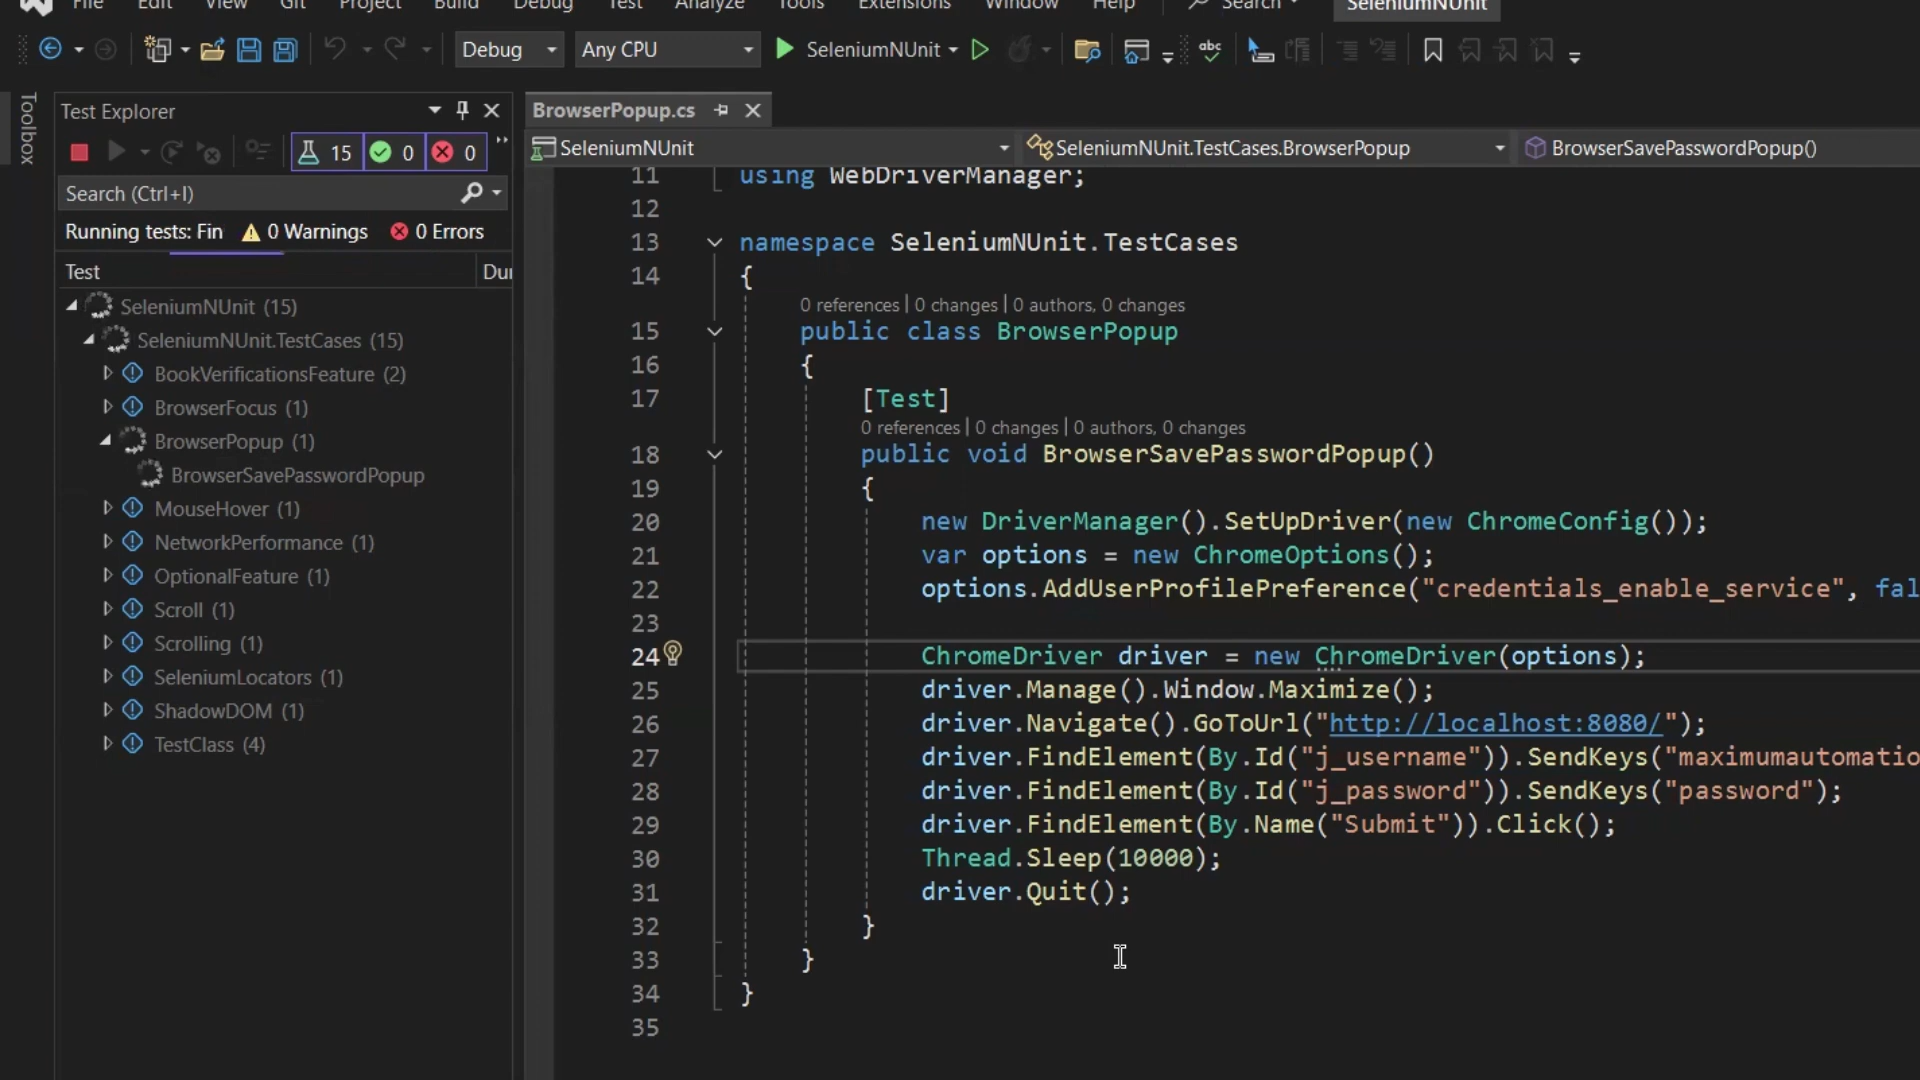 File Edit View Git Project Build Debug Test Analyze Tools Extensions Window Help Search SeleniumNUnit
Debug Any CPU SeleniumNUnit abc
Toolbox
Test Explorer
15 0 0
Search (Ctrl+I)
Running tests: Fin 0 Warnings 0 Errors
Test Dur
SeleniumNUnit (15)
SeleniumNUnit.TestCases (15)
BookVerificationsFeature (2)
BrowserFocus (1)
BrowserPopup (1)
BrowserSavePasswordPopup
MouseHover (1)
NetworkPerformance (1)
OptionalFeature (1)
Scroll (1)
Scrolling (1)
SeleniumLocators (1)
ShadowDOM (1)
TestClass (4)
BrowserPopup.cs
SeleniumNUnit SeleniumNUnit.TestCases.BrowserPopup BrowserSavePasswordPopup()
11 using WebDriverManager;
12
13 namespace SeleniumNUnit.TestCases
14 {
0 references | 0 changes | 0 authors, 0 changes
15 public class BrowserPopup
16 {
17 [Test]
0 references | 0 changes | 0 authors, 0 changes
18 public void BrowserSavePasswordPopup()
19 {
20 new DriverManager().SetUpDriver(new ChromeConfig());
21 var options = new ChromeOptions();
22 options.AddUserProfilePreference("credentials_enable_service", fal
23
24 ChromeDriver driver = new ChromeDriver(options);
25 driver.Manage().Window.Maximize();
26 driver.Navigate().GoToUrl("http://localhost:8080/");
27 driver.FindElement(By.Id("j_username")).SendKeys("maximumautomatio
28 driver.FindElement(By.Id("j_password")).SendKeys("password");
29 driver.FindElement(By.Name("Submit")).Click();
30 Thread.Sleep(10000);
31 driver.Quit();
32 }
33 }
34 }
35